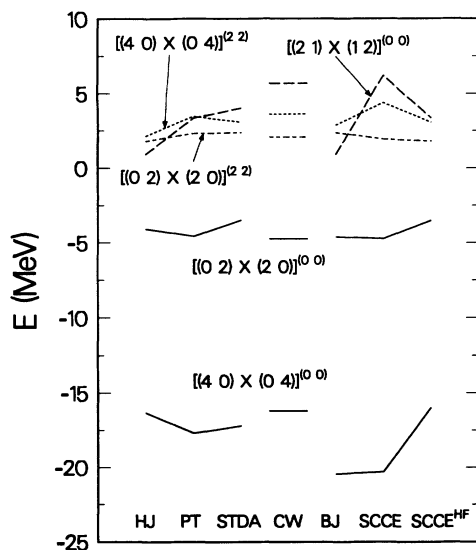 10
[(4 0) X (0 4)]^(2 2)
[(2 1) X (1 2)]^(0 0)
5
0
[(0 2) X (2 0)]^(2 2)
-5
[(0 2) X (2 0)]^(0 0)
E (MeV)
-10
[(4 0) X (0 4)]^(0 0)
-15
-20
HJ PT STDA CW BJ SCCE SCCE^HF
-25